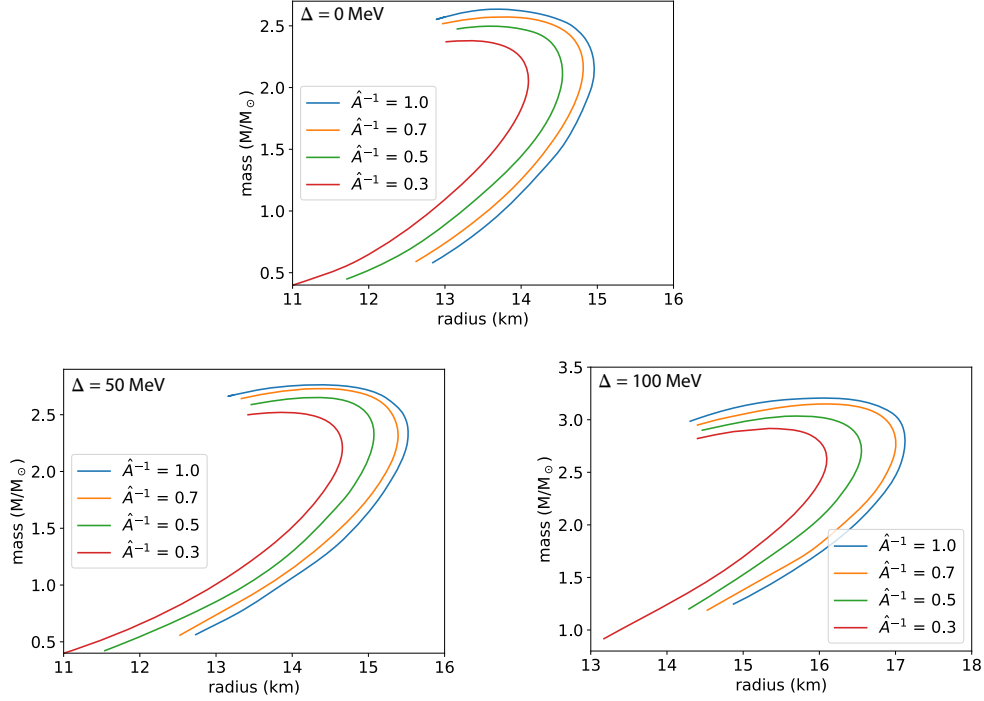 Δ = 0 MeV
mass (M/M☉)
2.5
2.0
1.5
1.0
0.5
Â⁻¹ = 1.0
Â⁻¹ = 0.7
Â⁻¹ = 0.5
Â⁻¹ = 0.3
11 12 13 14 15 16
radius (km)
Δ = 50 MeV
mass (M/M☉)
2.5
2.0
1.5
1.0
0.5
Â⁻¹ = 1.0
Â⁻¹ = 0.7
Â⁻¹ = 0.5
Â⁻¹ = 0.3
11 12 13 14 15 16
radius (km)
Δ = 100 MeV
mass (M/M☉)
3.5
3.0
2.5
2.0
1.5
1.0
Â⁻¹ = 1.0
Â⁻¹ = 0.7
Â⁻¹ = 0.5
Â⁻¹ = 0.3
13 14 15 16 17 18
radius (km)